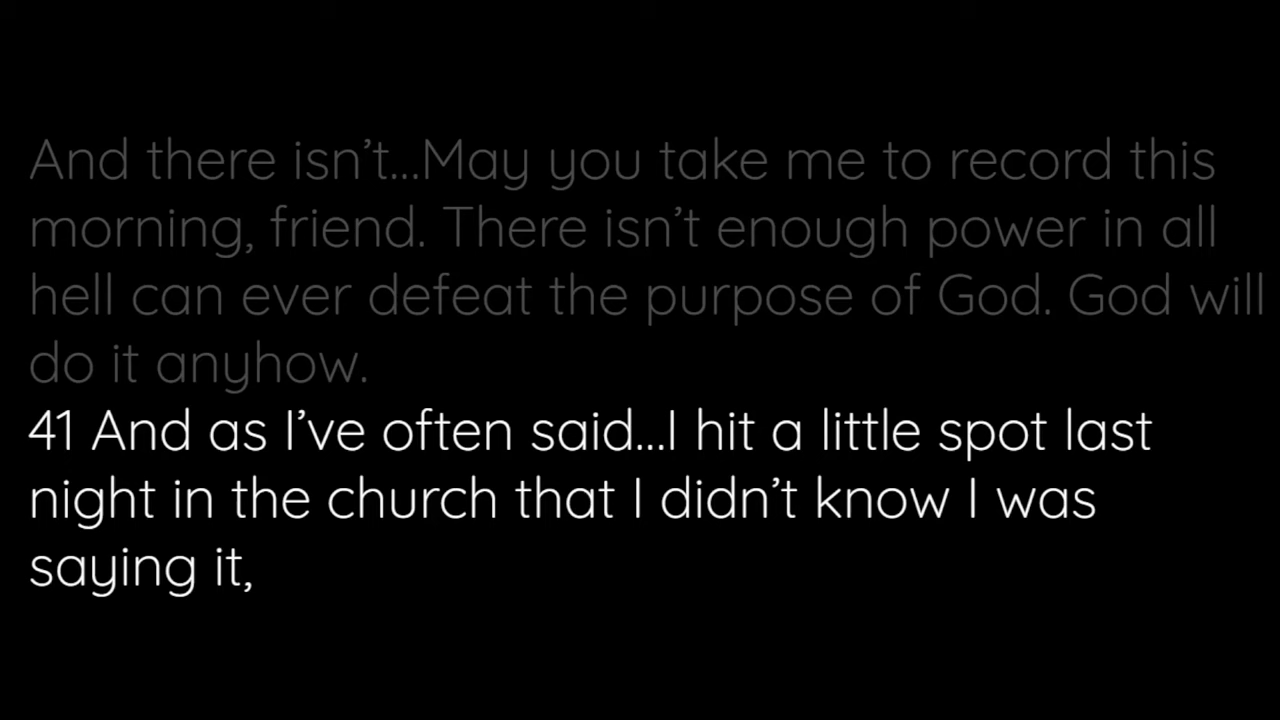 And there isn’t...May you take me to record this
morning, friend. There isn’t enough power in all
hell can ever defeat the purpose of God. God will
do it anyhow.
41 And as I’ve often said...I hit a little spot last
night in the church that I didn’t know I was
saying it,